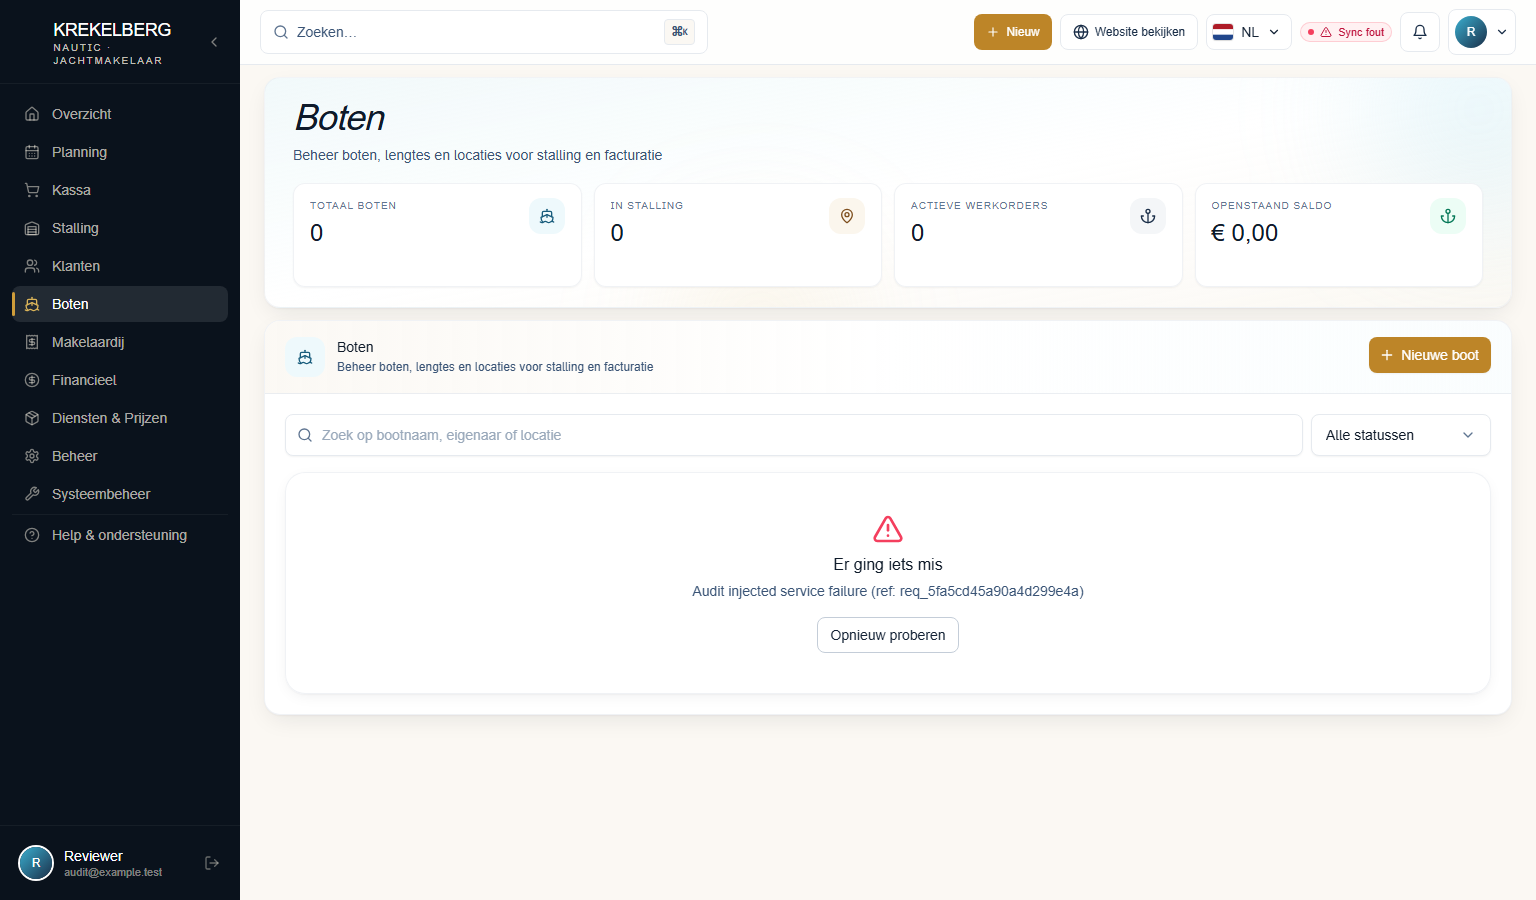 KREKELBERG
NAUTIC ·
JACHTMAKELAAR
Overzicht
Planning
Kassa
Stalling
Klanten
Boten
Makelaardij
Financieel
Diensten & Prijzen
Beheer
Systeembeheer
Help & ondersteuning
R
Reviewer
audit@example.test
Zoeken…
⌘K
Nieuw
Website bekijken
NL
Sync fout
R
Boten
Beheer boten, lengtes en locaties voor stalling en facturatie
TOTAAL BOTEN
0
IN STALLING
0
ACTIEVE WERKORDERS
0
OPENSTAAND SALDO
€ 0,00
Boten
Beheer boten, lengtes en locaties voor stalling en facturatie
Nieuwe boot
Zoek op bootnaam, eigenaar of locatie
Alle statussen
Er ging iets mis
Audit injected service failure (ref: req_5fa5cd45a90a4d299e4a)
Opnieuw proberen